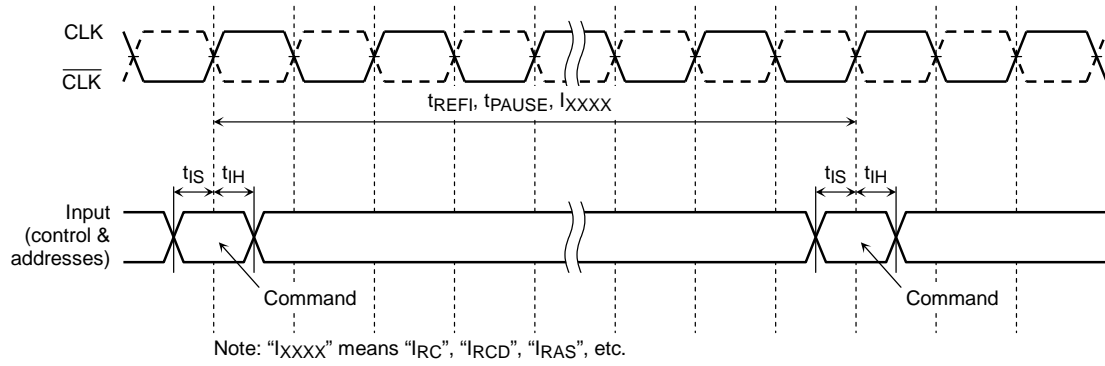 CLK
CLK
tREFI, tPAUSE, IXXXX
tIS tIH tIS tIH
Input
(control &
addresses)
Command Command
Note: “IXXXX” means “IRC”, “IRCD”, “IRAS”, etc.